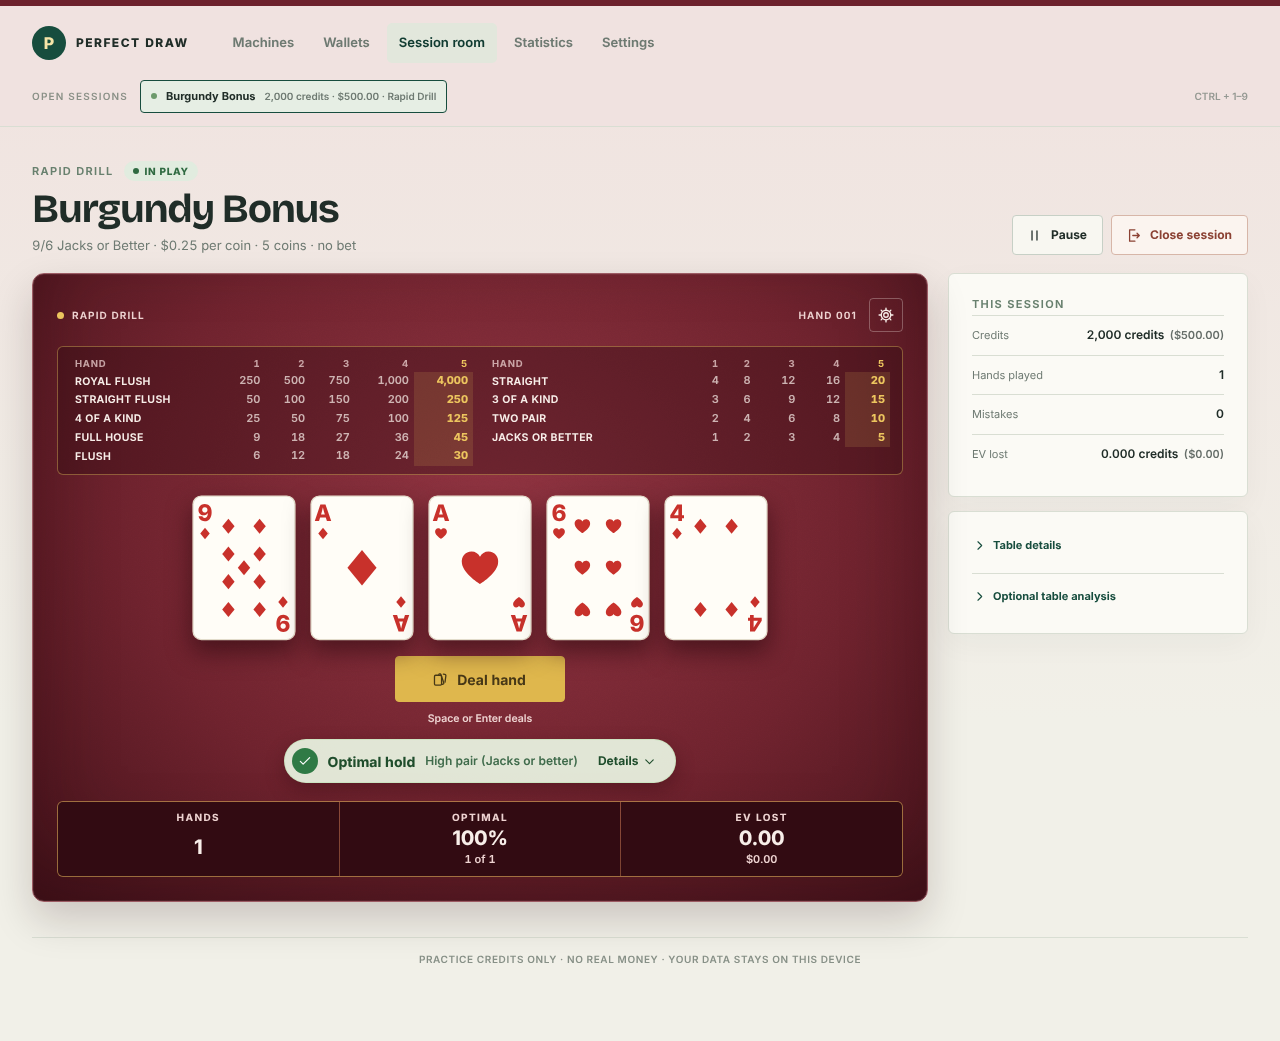 P PERFECT DRAW Machines Wallets Session room Statistics Settings
OPEN SESSIONS Burgundy Bonus 2,000 credits · $500.00 · Rapid Drill CTRL + 1–9
RAPID DRILL IN PLAY
Burgundy Bonus
9/6 Jacks or Better · $0.25 per coin · 5 coins · no bet
Pause Close session
RAPID DRILL HAND 001
HAND 1 2 3 4 5 HAND 1 2 3 4 5
ROYAL FLUSH 250 500 750 1,000 4,000 STRAIGHT 4 8 12 16 20
STRAIGHT FLUSH 50 100 150 200 250 3 OF A KIND 3 6 9 12 15
4 OF A KIND 25 50 75 100 125 TWO PAIR 2 4 6 8 10
FULL HOUSE 9 18 27 36 45 JACKS OR BETTER 1 2 3 4 5
FLUSH 6 12 18 24 30
9 A A 6 4
9 A A 6 4
Deal hand
Space or Enter deals
Optimal hold High pair (Jacks or better) Details
HANDS OPTIMAL EV LOST
1 100% 0.00
1 of 1 $0.00
THIS SESSION
Credits 2,000 credits ($500.00)
Hands played 1
Mistakes 0
EV lost 0.000 credits ($0.00)
Table details
Optional table analysis
PRACTICE CREDITS ONLY · NO REAL MONEY · YOUR DATA STAYS ON THIS DEVICE